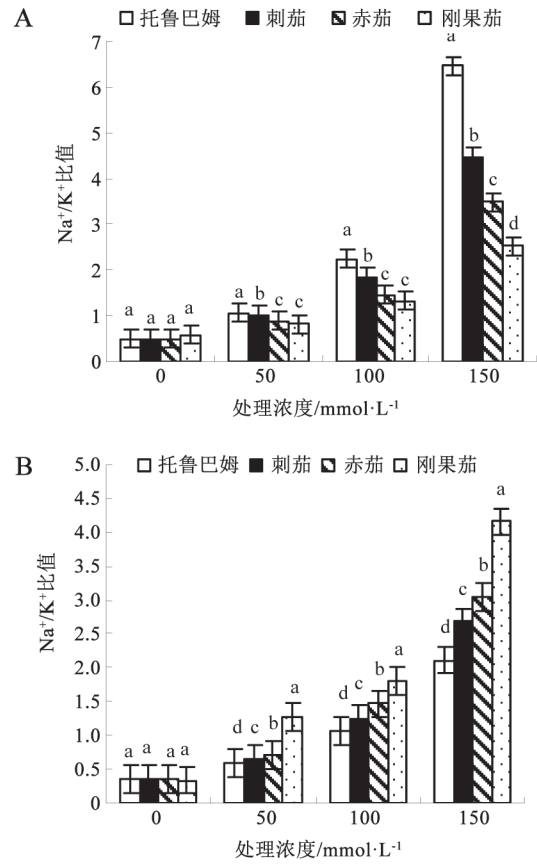 A
托鲁巴姆 刺茄 赤茄 刚果茄
Na⁺/K⁺比值
7
6
5
4
3
2
1
0
a a a a
a b c c
a b c c
a b c d
0 50 100 150
处理浓度/mmol·L⁻¹
B
托鲁巴姆 刺茄 赤茄 刚果茄
Na⁺/K⁺比值
5.0
4.5
4.0
3.5
3.0
2.5
2.0
1.5
1.0
0.5
0
a a a a
d c b a
d c b a
d c b a
0 50 100 150
处理浓度/mmol·L⁻¹